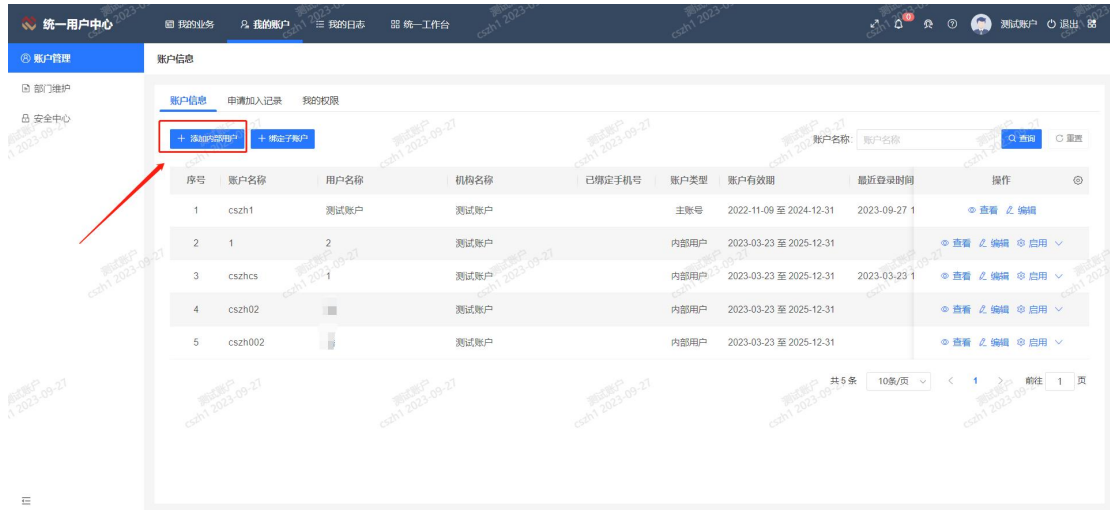 统一用户中心 我的业务 我的账户 我的日志 统一工作台 测试账户 退出
账户管理 账户信息
部门维护
安全中心
账户信息 申请加入记录 我的权限
+ 添加内部用户 + 绑定子账户 账户名称: 账户名称 查询 重置
序号 账户名称 用户名称 机构名称 已绑定手机号 账户类型 账户有效期 最近登录时间 操作
1 cszh1 测试账户 测试账户 主账号 2022-11-09 至 2024-12-31 2023-09-27 1 查看 编辑
2 1 2 测试账户 内部用户 2023-03-23 至 2025-12-31 查看 编辑 启用
3 cszhcs 1 测试账户 内部用户 2023-03-23 至 2025-12-31 2023-03-23 1 查看 编辑 启用
4 cszh02 测试账户 内部用户 2023-03-23 至 2025-12-31 查看 编辑 启用
5 cszh002 测试账户 内部用户 2023-03-23 至 2025-12-31 查看 编辑 启用
共 5 条 10条/页 < 1 > 前往 1 页
测试账户
cszh1 2023-09-27